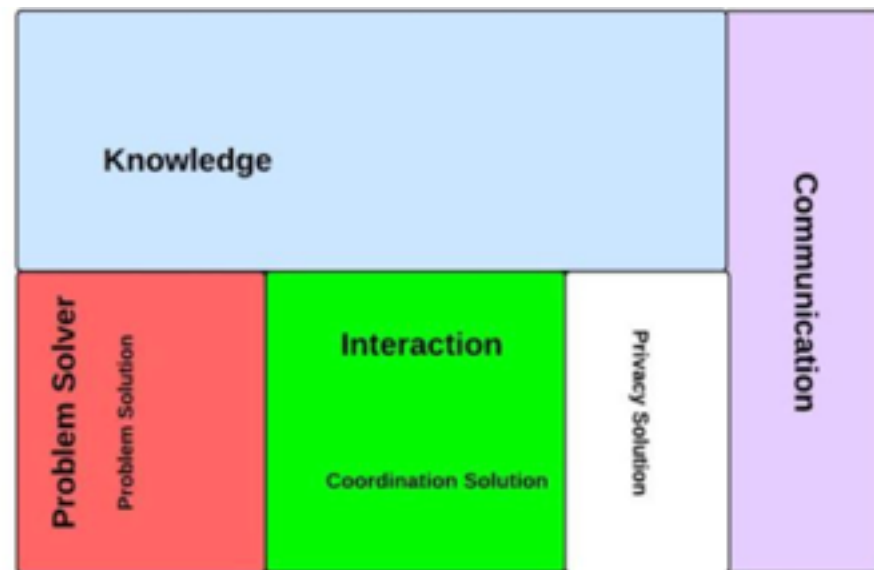 Knowledge
Problem Solver
Problem Solution
Interaction
Coordination Solution
Privacy Solution
Communication